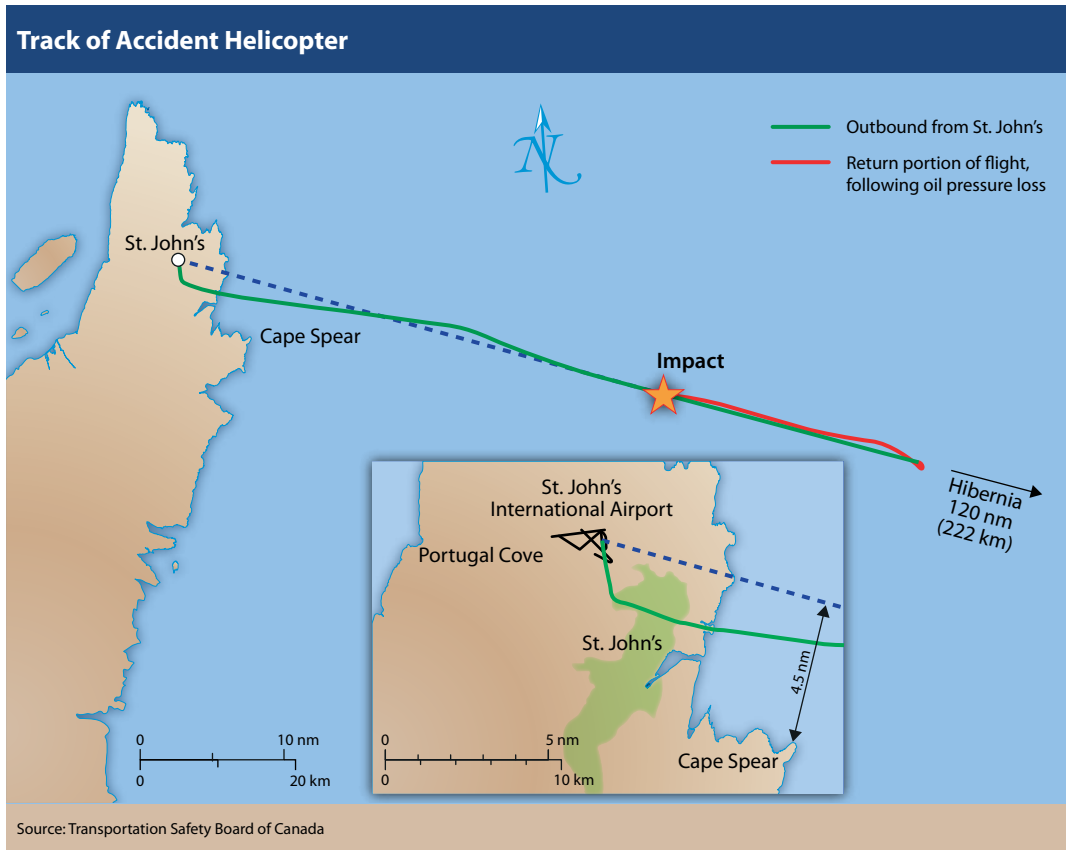 Track of Accident Helicopter
N
Outbound from St. John's
Return portion of flight,
following oil pressure loss
St. John's
Cape Spear
Impact
Hibernia
120 nm
(222 km)
St. John's
International Airport
Portugal Cove
St. John's
4.5 nm
Cape Spear
0 10 nm
0 20 km
0 5 nm
0 10 km
Source: Transportation Safety Board of Canada